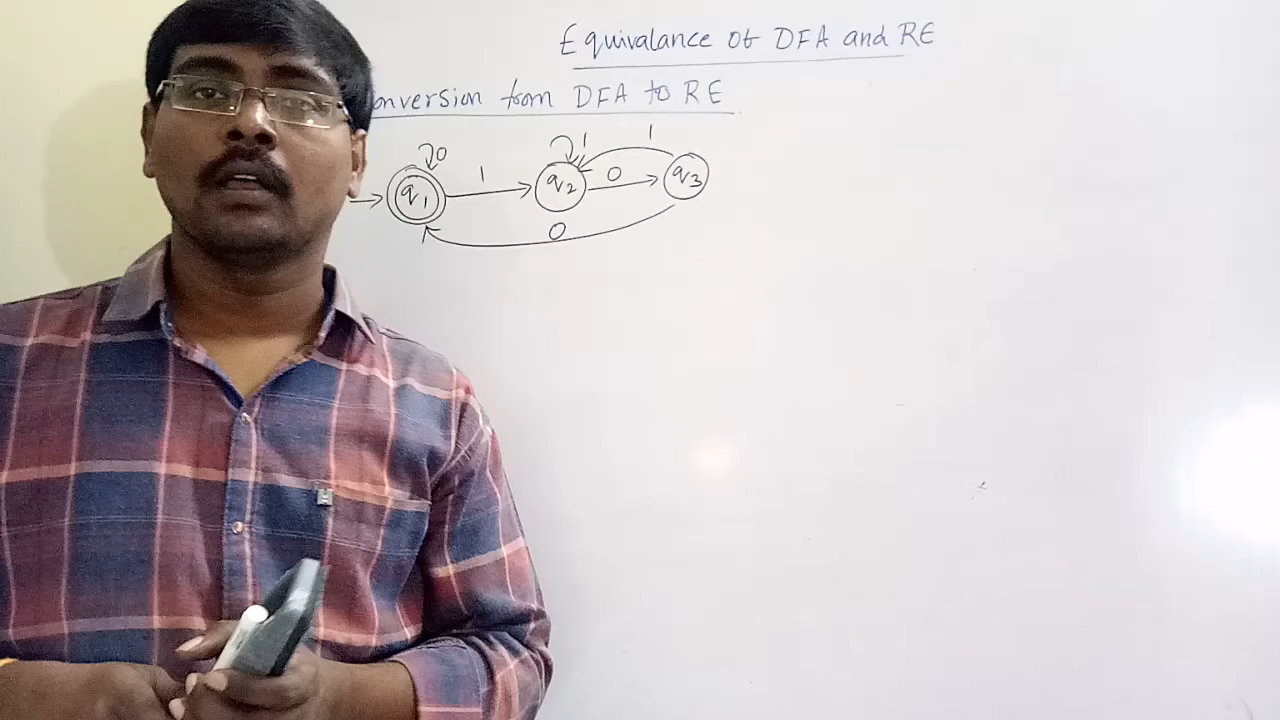 Equivalance of DFA and RE
onversion from DFA to RE
0 1 1
q1 1 q2 0 q3
0